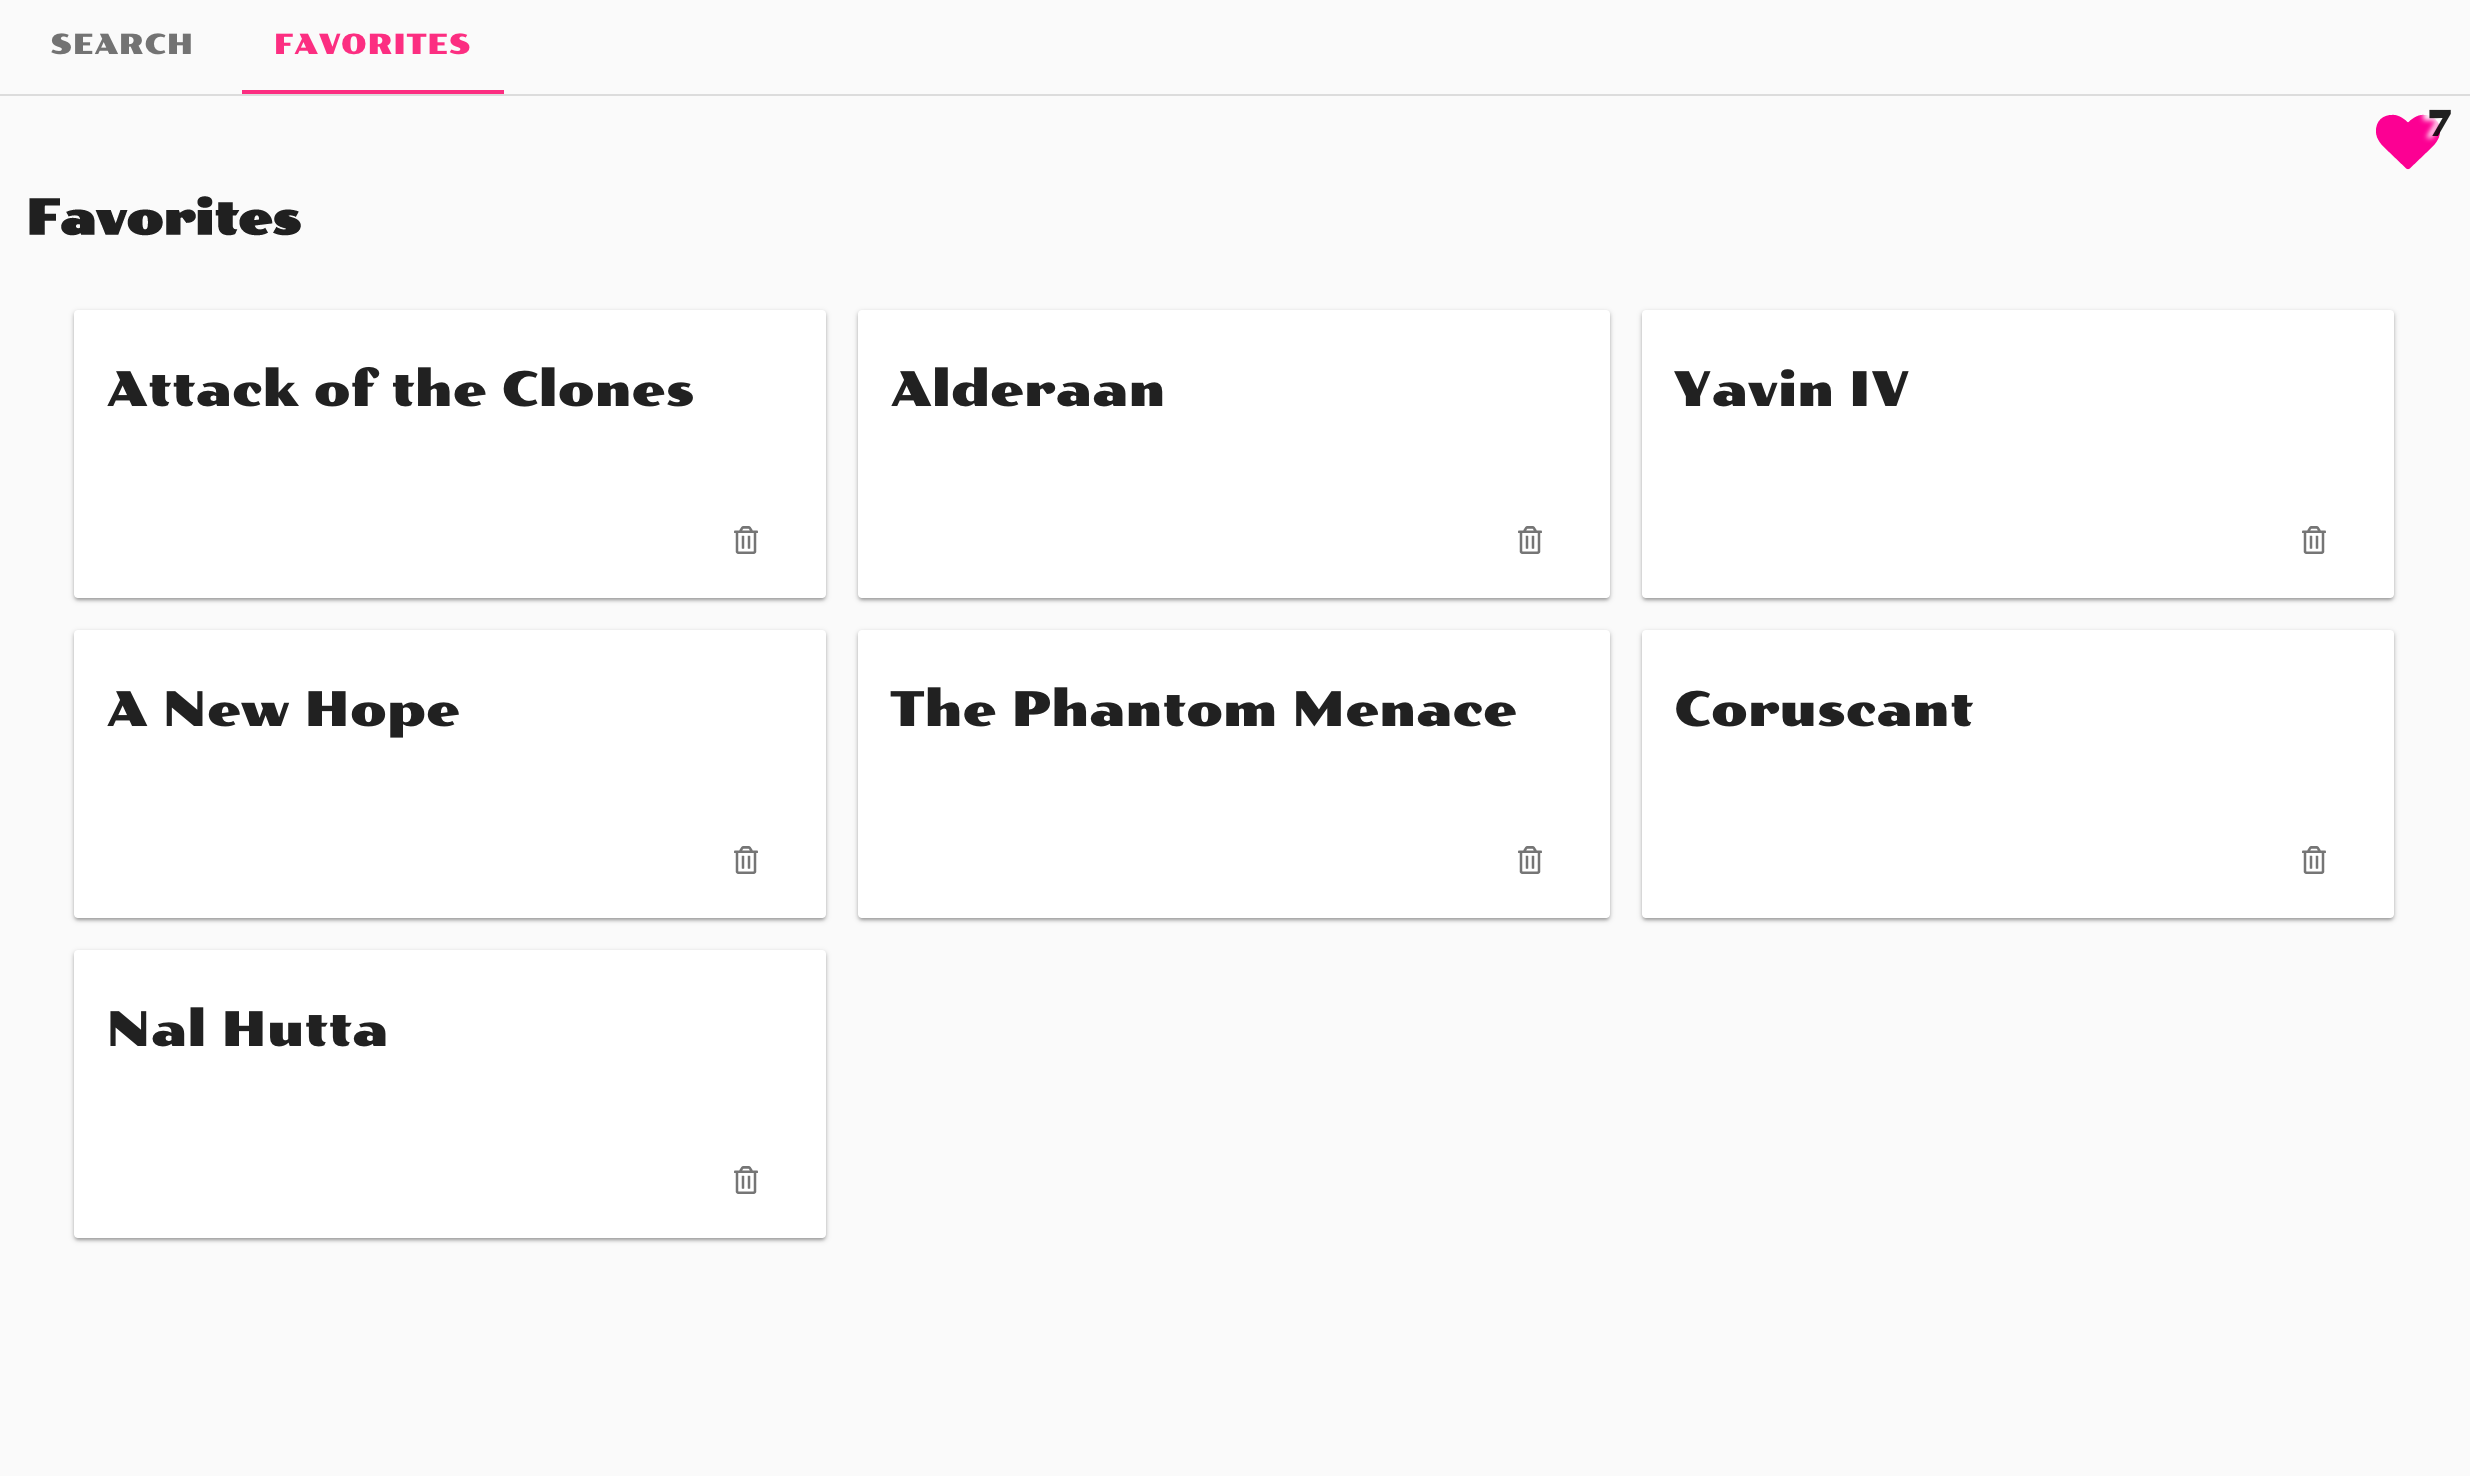 SEARCH FAVORITES
7
Favorites
Attack of the Clones
Alderaan
Yavin IV
A New Hope
The Phantom Menace
Coruscant
Nal Hutta